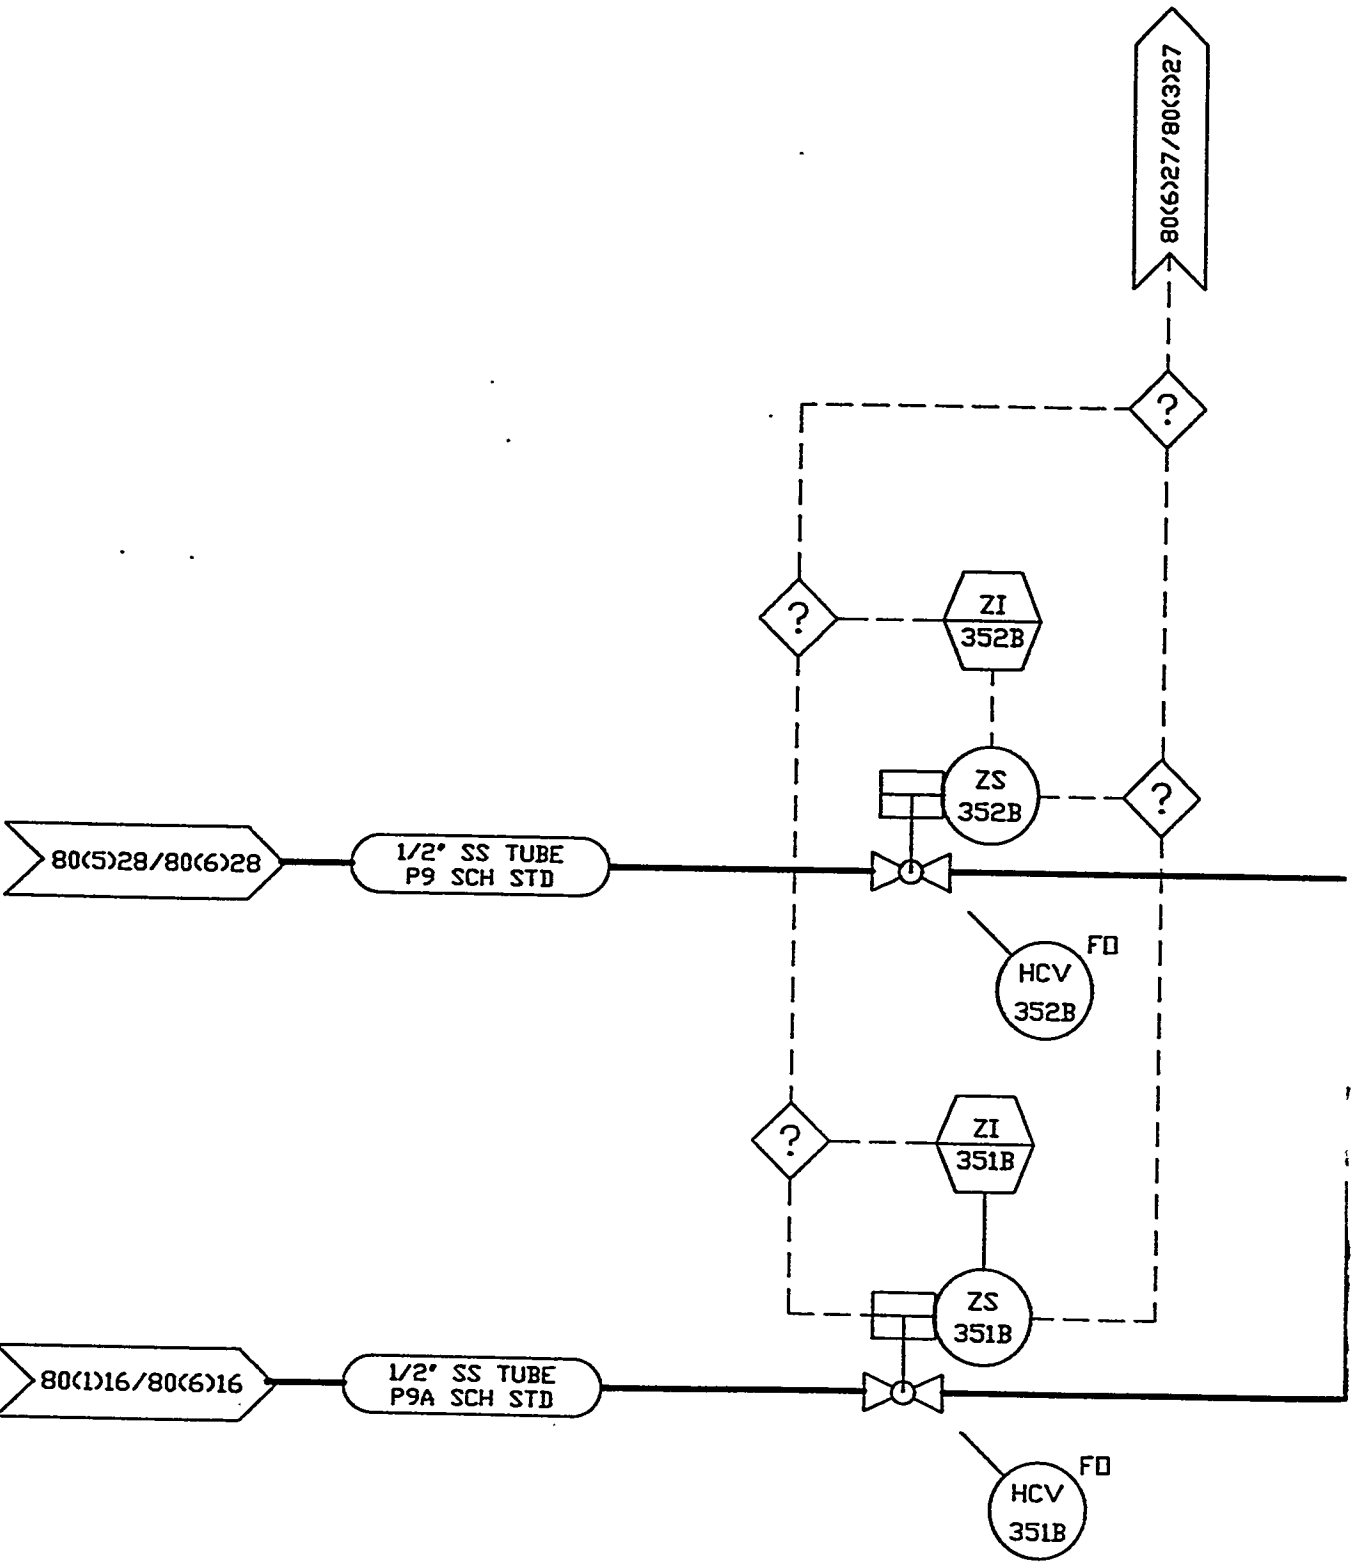 80(6)27/80(3)27
?
?
ZI
352B
ZS
352B
?
80(5)28/80(6)28
1/2" SS TUBE
P9 SCH STD
FO
HCV
352B
?
ZI
351B
ZS
351B
80(1)16/80(6)16
1/2" SS TUBE
P9A SCH STD
FO
HCV
351B